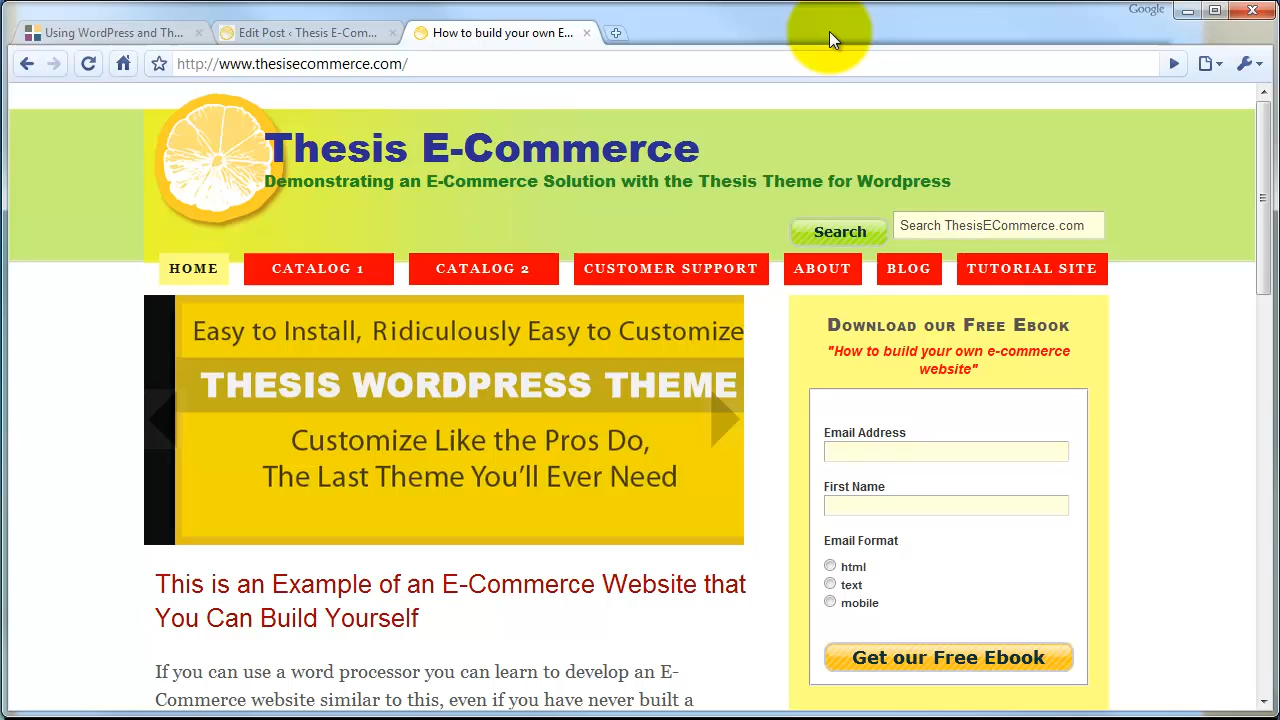 Google
Using WordPress and Th...
Edit Post ‹ Thesis E-Com...
How to build your own E...
http://www.thesisecommerce.com/
Thesis E-Commerce
Demonstrating an E-Commerce Solution with the Thesis Theme for Wordpress
Search
Search ThesisECommerce.com
HOME
CATALOG 1
CATALOG 2
CUSTOMER SUPPORT
ABOUT
BLOG
TUTORIAL SITE
Easy to Install, Ridiculously Easy to Customize
THESIS WORDPRESS THEME
Customize Like the Pros Do,
The Last Theme You'll Ever Need
This is an Example of an E-Commerce Website that
You Can Build Yourself
If you can use a word processor you can learn to develop an E-
Commerce website similar to this, even if you have never built a
Download our Free Ebook
"How to build your own e-commerce
website"
Email Address
First Name
Email Format
html
text
mobile
Get our Free Ebook